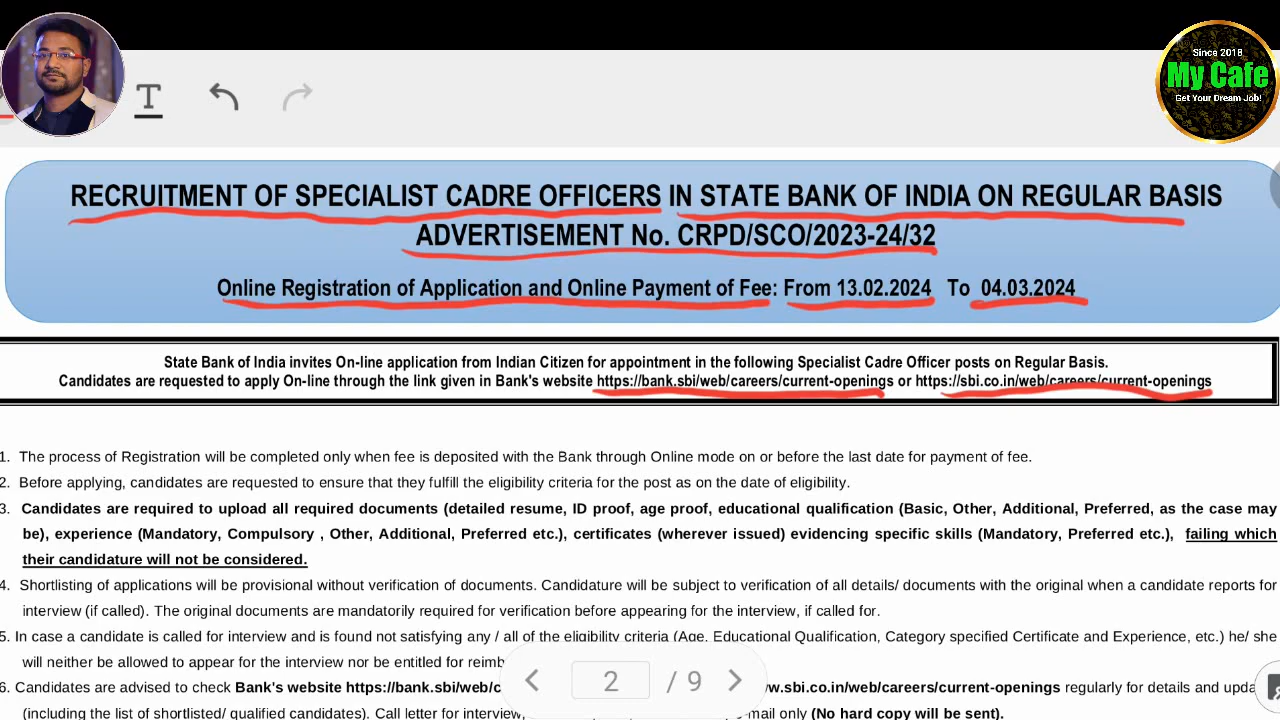 Since 2018
My Cafe
Get Your Dream Job!
T
RECRUITMENT OF SPECIALIST CADRE OFFICERS IN STATE BANK OF INDIA ON REGULAR BASIS
ADVERTISEMENT No. CRPD/SCO/2023-24/32
Online Registration of Application and Online Payment of Fee: From 13.02.2024 To 04.03.2024
State Bank of India invites On-line application from Indian Citizen for appointment in the following Specialist Cadre Officer posts on Regular Basis.
Candidates are requested to apply On-line through the link given in Bank's website https://bank.sbi/web/careers/current-openings or https://sbi.co.in/web/careers/current-openings
1. The process of Registration will be completed only when fee is deposited with the Bank through Online mode on or before the last date for payment of fee.
2. Before applying, candidates are requested to ensure that they fulfill the eligibility criteria for the post as on the date of eligibility.
3. Candidates are required to upload all required documents (detailed resume, ID proof, age proof, educational qualification (Basic, Other, Additional, Preferred, as the case may
be), experience (Mandatory, Compulsory , Other, Additional, Preferred etc.), certificates (wherever issued) evidencing specific skills (Mandatory, Preferred etc.), failing which
their candidature will not be considered.
4. Shortlisting of applications will be provisional without verification of documents. Candidature will be subject to verification of all details/ documents with the original when a candidate reports for
interview (if called). The original documents are mandatorily required for verification before appearing for the interview, if called for.
5. In case a candidate is called for interview and is found not satisfying any / all of the eligibility criteria (Age, Educational Qualification, Category specified Certificate and Experience, etc.) he/ she
will neither be allowed to appear for the interview nor be entitled for
6. Candidates are advised to check Bank's website https://bank.sbi/web/ w.sbi.co.in/web/careers/current-openings regularly for details and
(including the list of shortlisted/ qualified candidates). Call letter for interview, mail only (No hard copy will be sent).
2 / 9